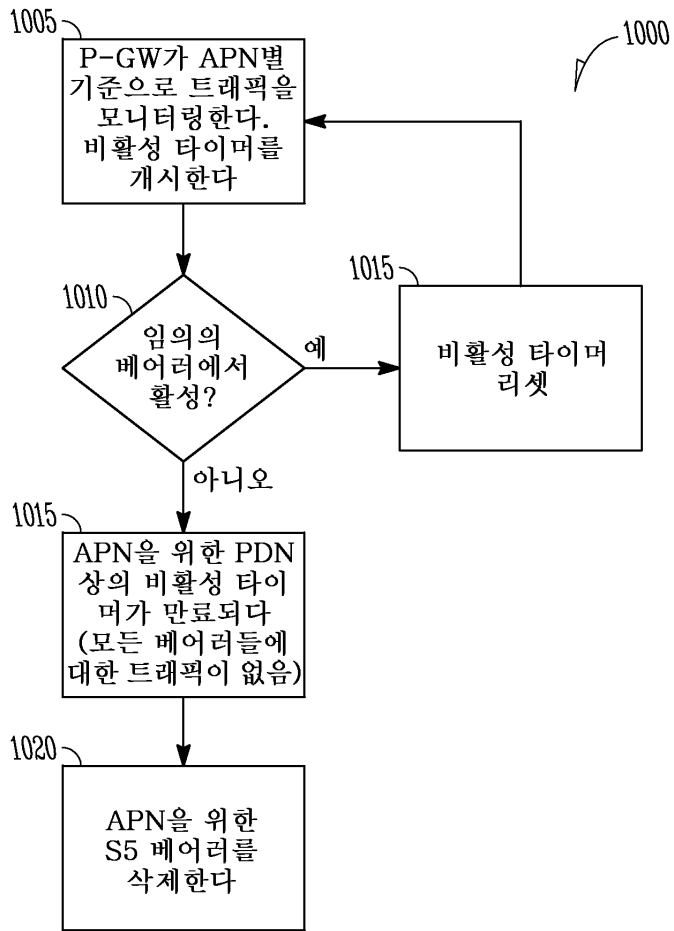 1005
1000
P-GW가 APN별
기준으로 트래픽을
모니터링한다.
비활성 타이머를
개시한다
1010
임의의
베어러에서
활성?
예
1015
비활성 타이머
리셋
아니오
1015
APN을 위한 PDN
상의 비활성 타이
머가 만료되다
(모든 베어러들에
대한 트래픽이 없음)
1020
APN을 위한
S5 베어러를
삭제한다